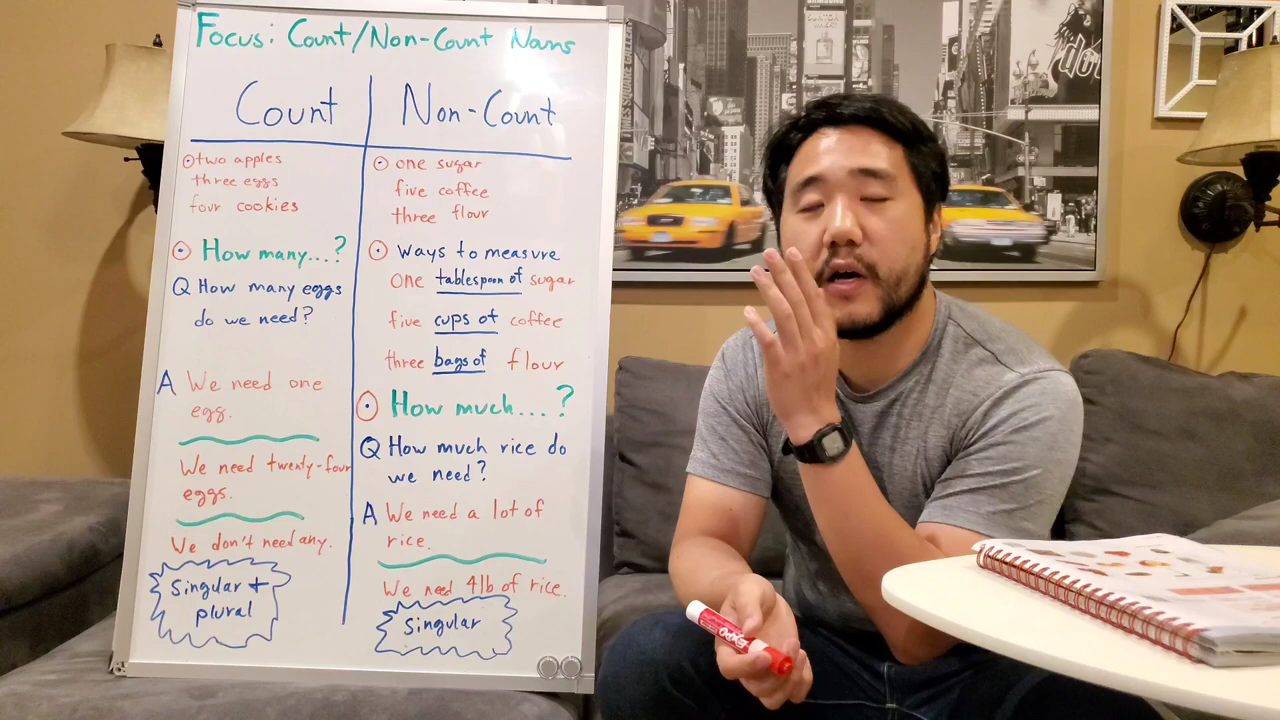 Focus: Count/Non-Count Nouns
Count
two apples
three eggs
four cookies
How many...?
Q How many eggs
do we need?
A We need one
egg.
We need twenty-four
eggs.
We don't need any.
Singular +
plural
Non-Count
one sugar
five coffee
three flour
ways to measure
one tablespoon of sugar
five cups of coffee
three bags of flour
How much...?
Q How much rice do
we need?
A We need a lot of
rice.
We need 4lb of rice.
Singular